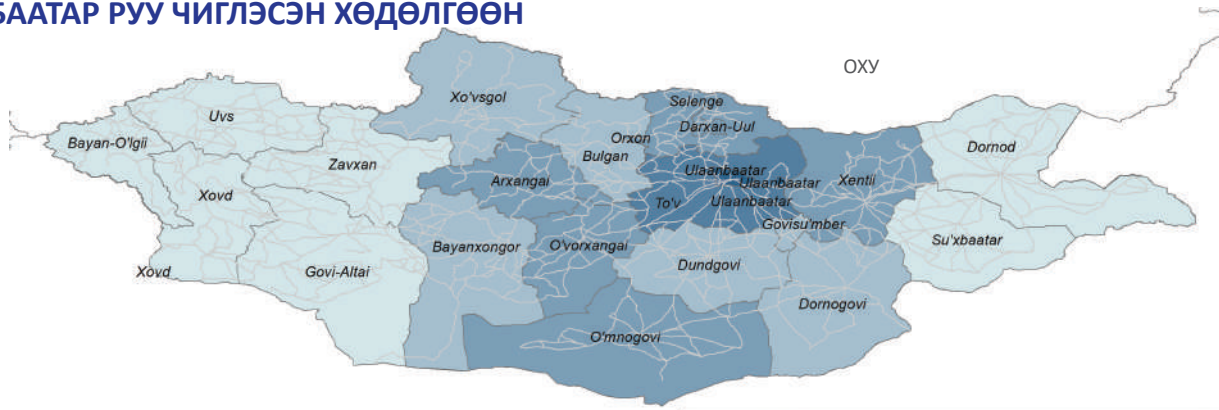 БААТАР РУУ ЧИГЛЭСЭН ХӨДӨЛГӨӨН
ОХУ
Xo'vsgol
Selenge
Uvs
Darxan-Uul
Orxon
Bayan-O'lgii
Bulgan
Dornod
Zavxan
Ulaanbaatar
Arxangai
Ulaanbaatar
Xentii
Xovd
To'v
Ulaanbaatar
Govisu'mber
Su'xbaatar
Bayanxongor
O'vorxangai
Dundgovi
Xovd
Govi-Altai
Dornogovi
O'mnogovi